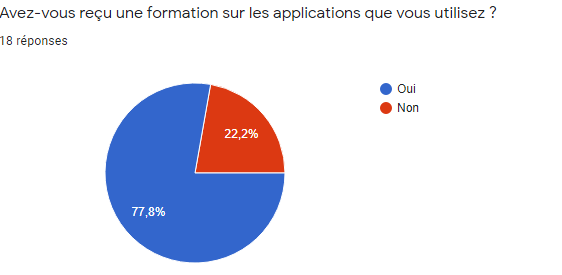 Avez-vous reçu une formation sur les applications que vous utilisez ?
18 réponses
Oui
Non
22,2%
77,8%